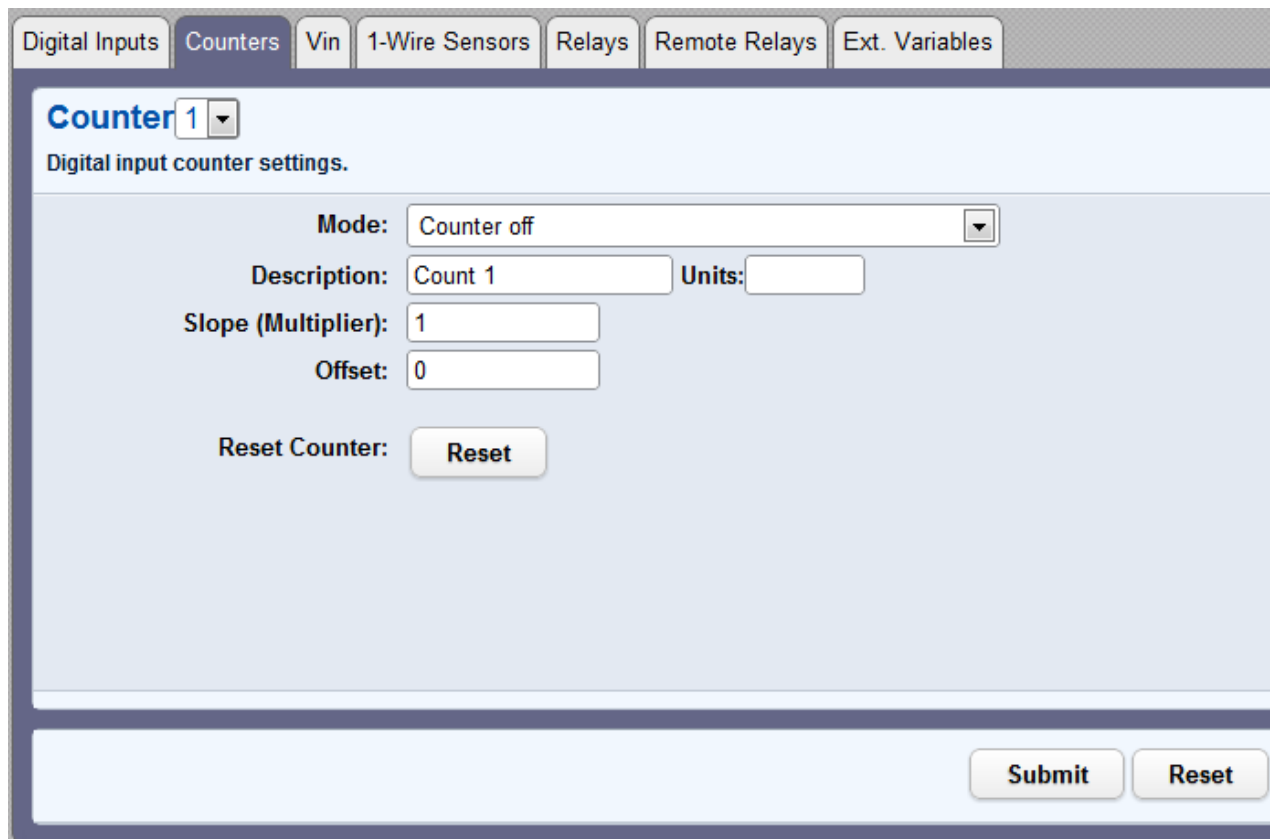 Digital Inputs Counters Vin 1-Wire Sensors Relays Remote Relays Ext. Variables
Counter 1
Digital input counter settings.
Mode: Counter off
Description: Count 1 Units:
Slope (Multiplier): 1
Offset: 0
Reset Counter: Reset
Submit Reset